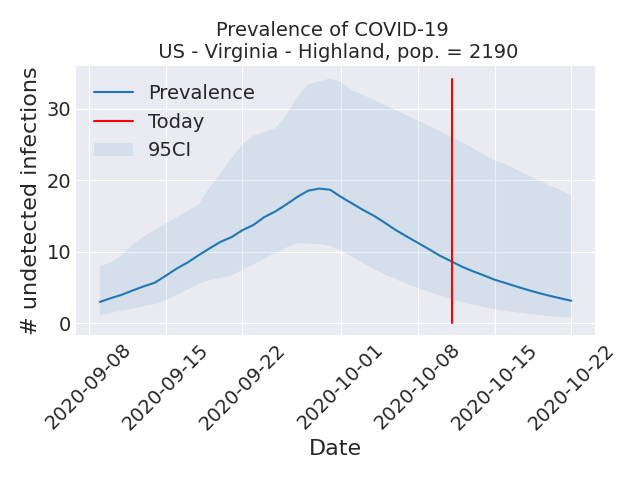 Prevalence of COVID-19
US - Virginia - Highland, pop. = 2190
# undetected infections
30
20
10
0
Prevalence
Today
95CI
2020-09-08
2020-09-15
2020-09-22
2020-10-01
2020-10-08
2020-10-15
2020-10-22
Date